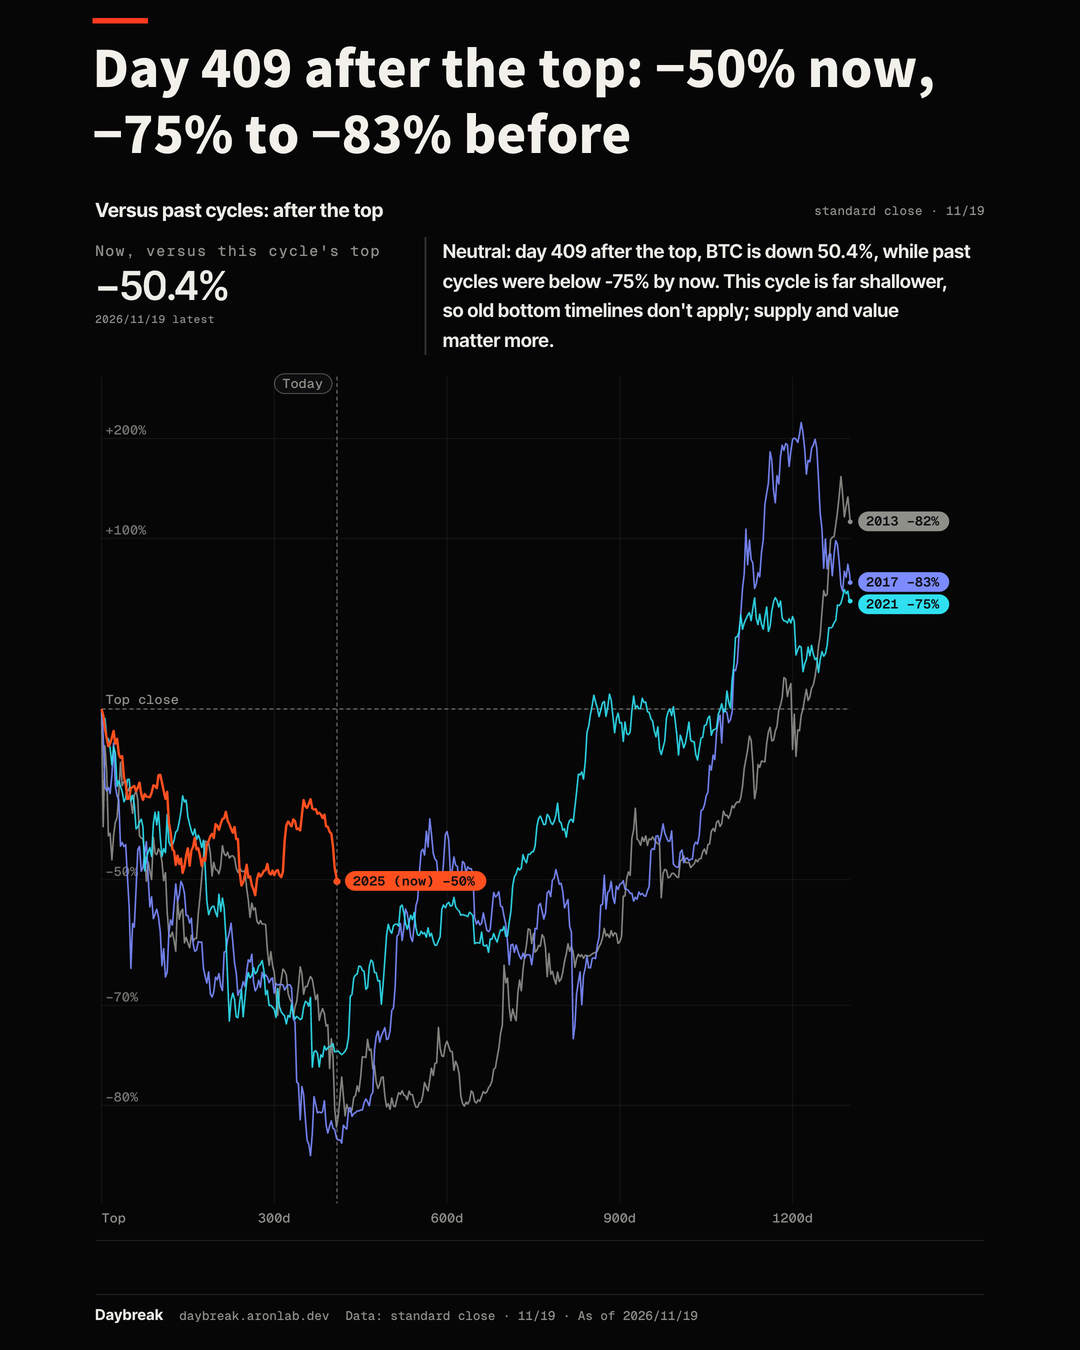 Day 409 after the top: −50% now,
−75% to −83% before
Versus past cycles: after the top
standard close · 11/19
Now, versus this cycle's top
−50.4%
2026/11/19 latest
Neutral: day 409 after the top, BTC is down 50.4%, while past
cycles were below -75% by now. This cycle is far shallower,
so old bottom timelines don't apply; supply and value
matter more.
Today
+200%
+100%
Top close
−50%
−70%
−80%
2013 −82%
2017 −83%
2021 −75%
2025 (now) −50%
Top
300d
600d
900d
1200d
Daybreak
daybreak.aronlab.dev
Data: standard close · 11/19 · As of 2026/11/19